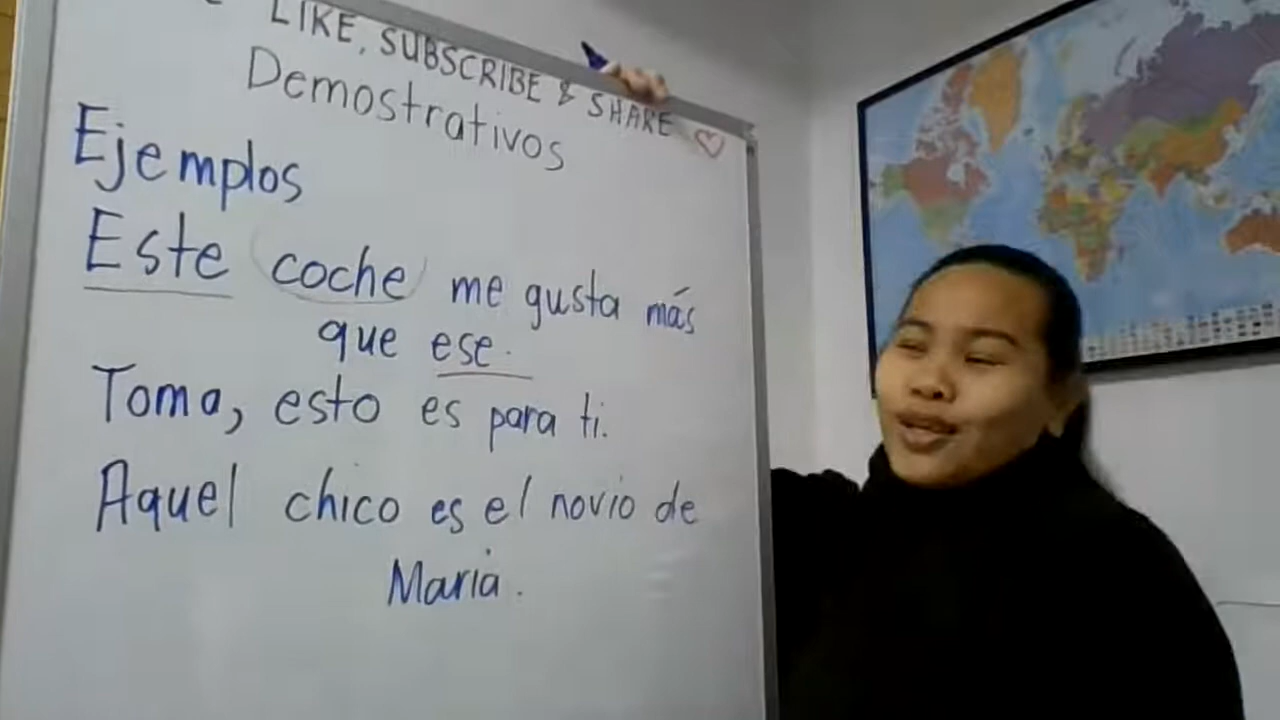 LIKE, SUBSCRIBE & SHARE ♡
Demostrativos
Ejemplos
Este coche me gusta más
que ese.
Toma, esto es para ti.
Aquel chico es el novio de
Maria.